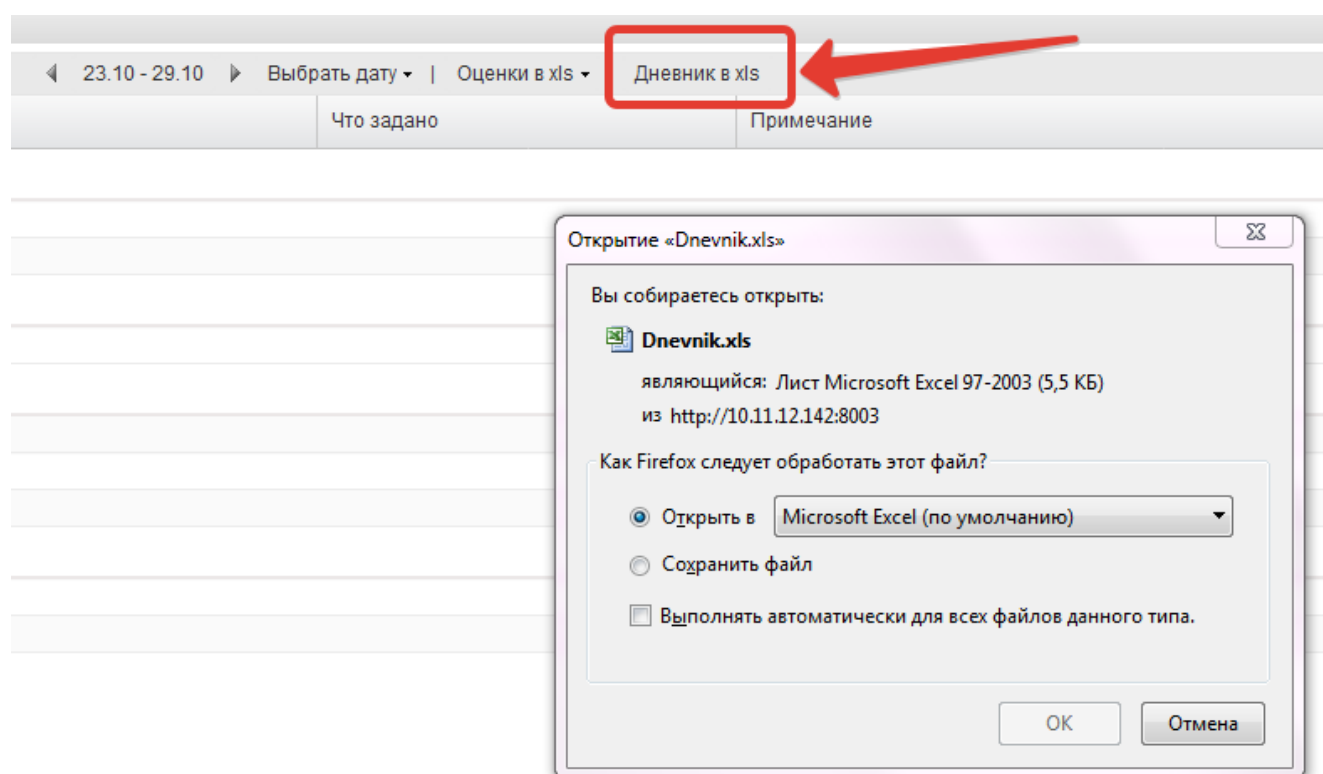 23.10 - 29.10 Выбрать дату | Оценки в xls Дневник в xls
Что задано Примечание
Открытие «Dnevnik.xls»
Вы собираетесь открыть:
Dnevnik.xls
являющийся: Лист Microsoft Excel 97-2003 (5,5 КБ)
из http://10.11.12.142:8003
Как Firefox следует обработать этот файл?
Открыть в Microsoft Excel (по умолчанию)
Сохранить файл
Выполнять автоматически для всех файлов данного типа.
ОК Отмена